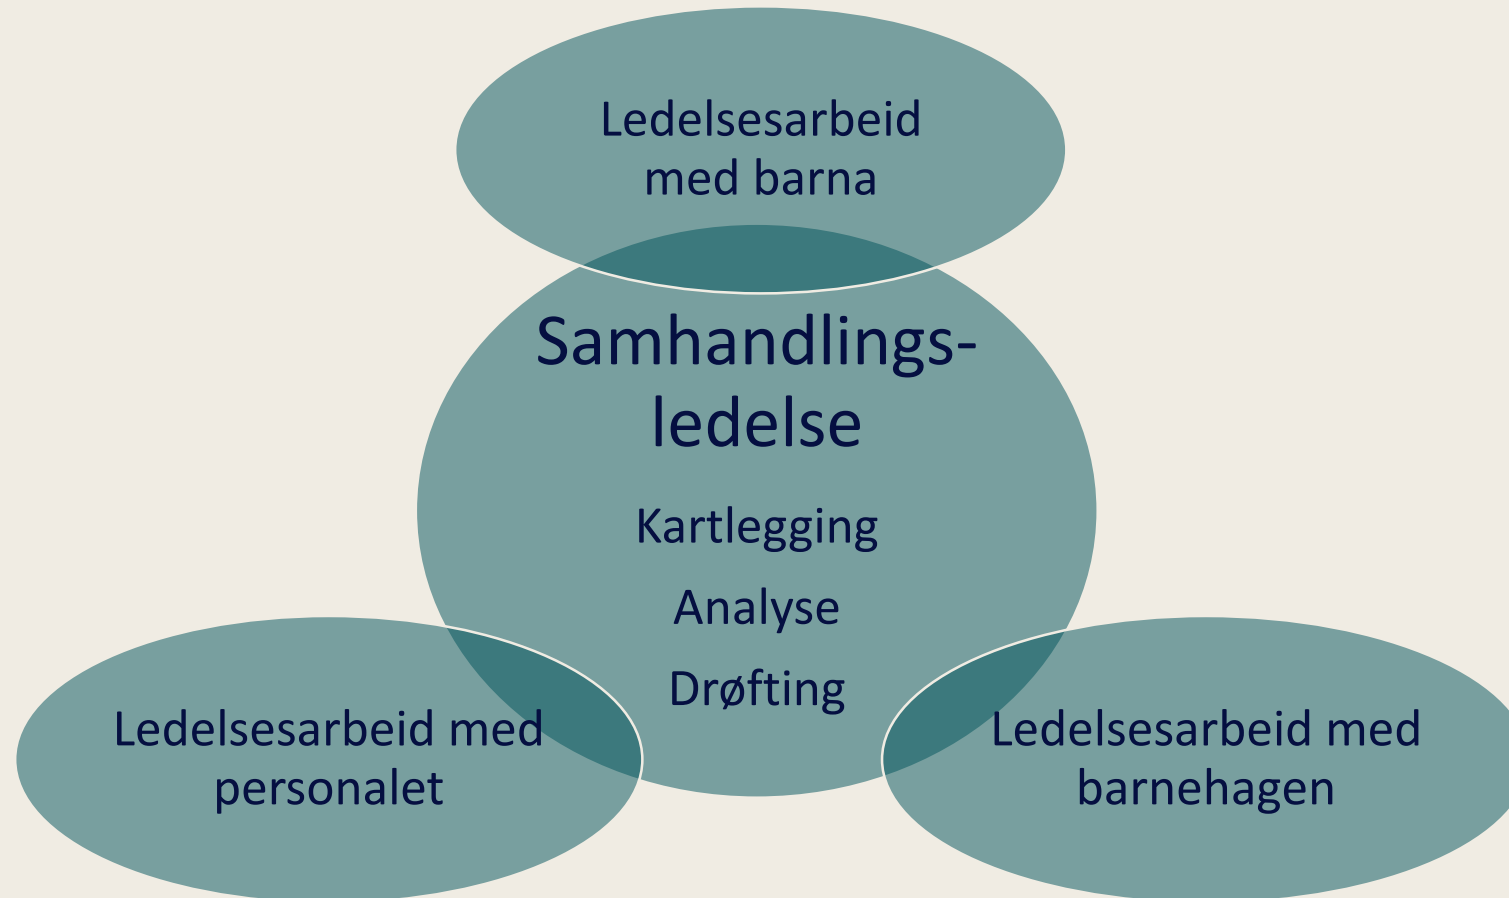 Ledelsesarbeid
med barna
Samhandlings-
ledelse
Kartlegging
Analyse
Drøfting
Ledelsesarbeid med
personalet
Ledelsesarbeid med
barnehagen